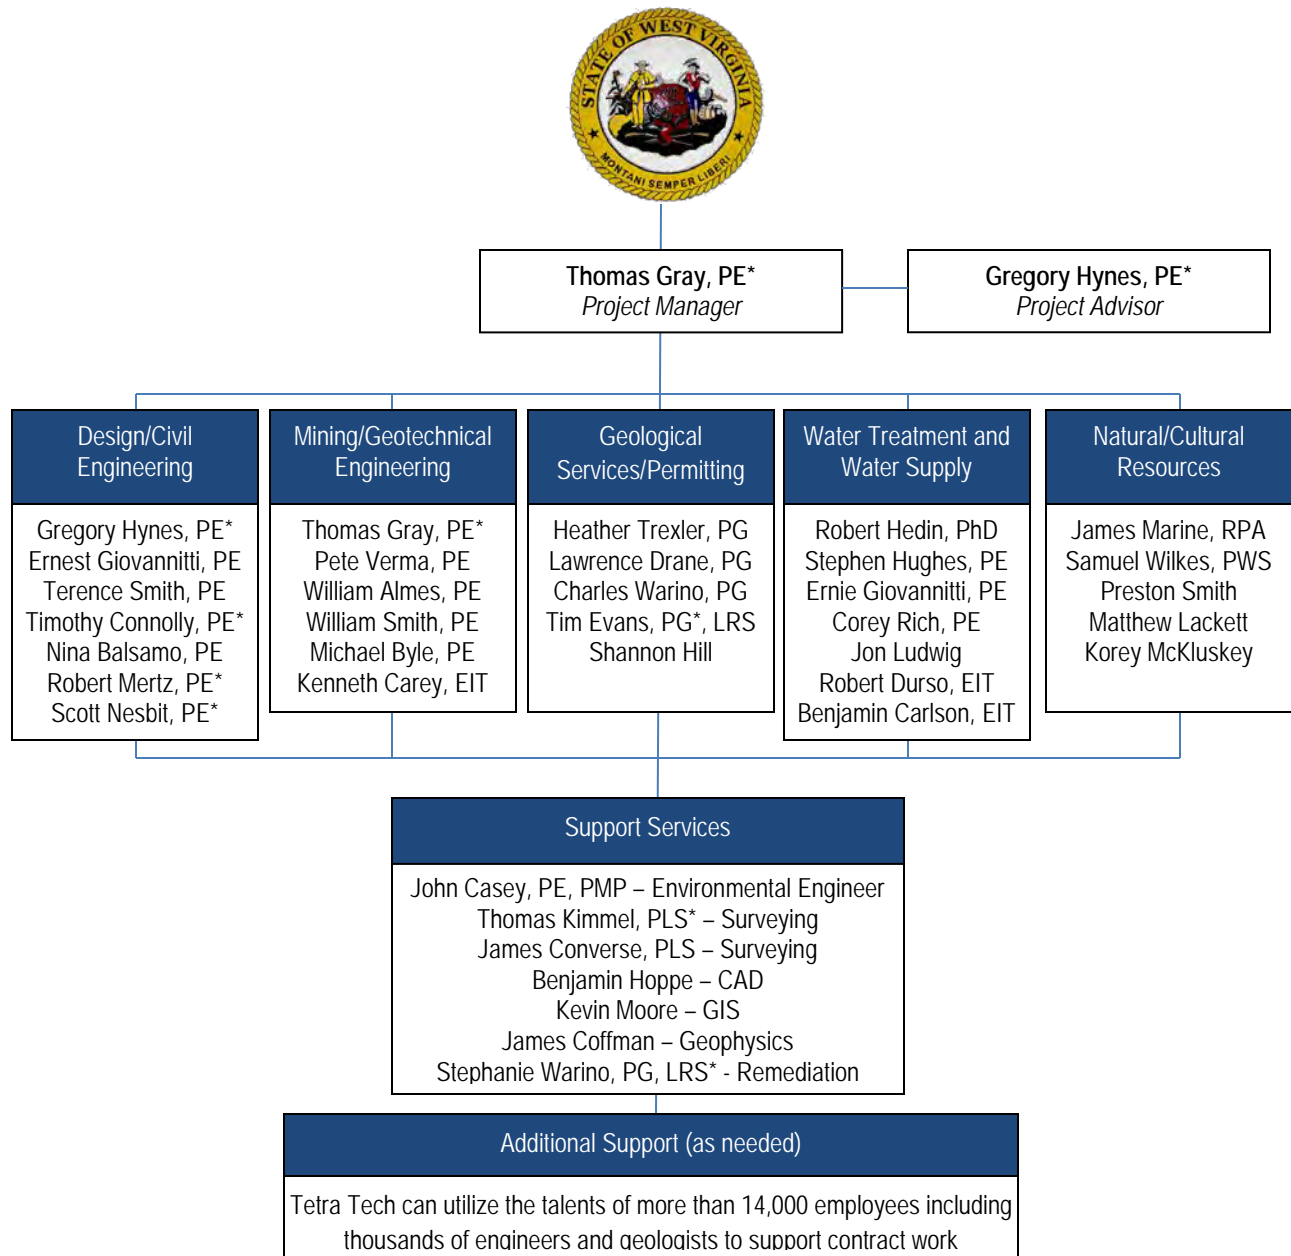 STATE OF WEST VIRGINIA
MONTANI SEMPER LIBERI
Thomas Gray, PE*
Project Manager
Gregory Hynes, PE*
Project Advisor
Design/Civil
Engineering
Gregory Hynes, PE*
Ernest Giovannitti, PE
Terence Smith, PE
Timothy Connolly, PE*
Nina Balsamo, PE
Robert Mertz, PE*
Scott Nesbit, PE*
Mining/Geotechnical
Engineering
Thomas Gray, PE*
Pete Verma, PE
William Almes, PE
William Smith, PE
Michael Byle, PE
Kenneth Carey, EIT
Geological
Services/Permitting
Heather Trexler, PG
Lawrence Drane, PG
Charles Warino, PG
Tim Evans, PG*, LRS
Shannon Hill
Water Treatment and
Water Supply
Robert Hedin, PhD
Stephen Hughes, PE
Ernie Giovannitti, PE
Corey Rich, PE
Jon Ludwig
Robert Durso, EIT
Benjamin Carlson, EIT
Natural/Cultural
Resources
James Marine, RPA
Samuel Wilkes, PWS
Preston Smith
Matthew Lackett
Korey McKluskey
Support Services
John Casey, PE, PMP – Environmental Engineer
Thomas Kimmel, PLS* – Surveying
James Converse, PLS – Surveying
Benjamin Hoppe – CAD
Kevin Moore – GIS
James Coffman – Geophysics
Stephanie Warino, PG, LRS* - Remediation
Additional Support (as needed)
Tetra Tech can utilize the talents of more than 14,000 employees including
thousands of engineers and geologists to support contract work